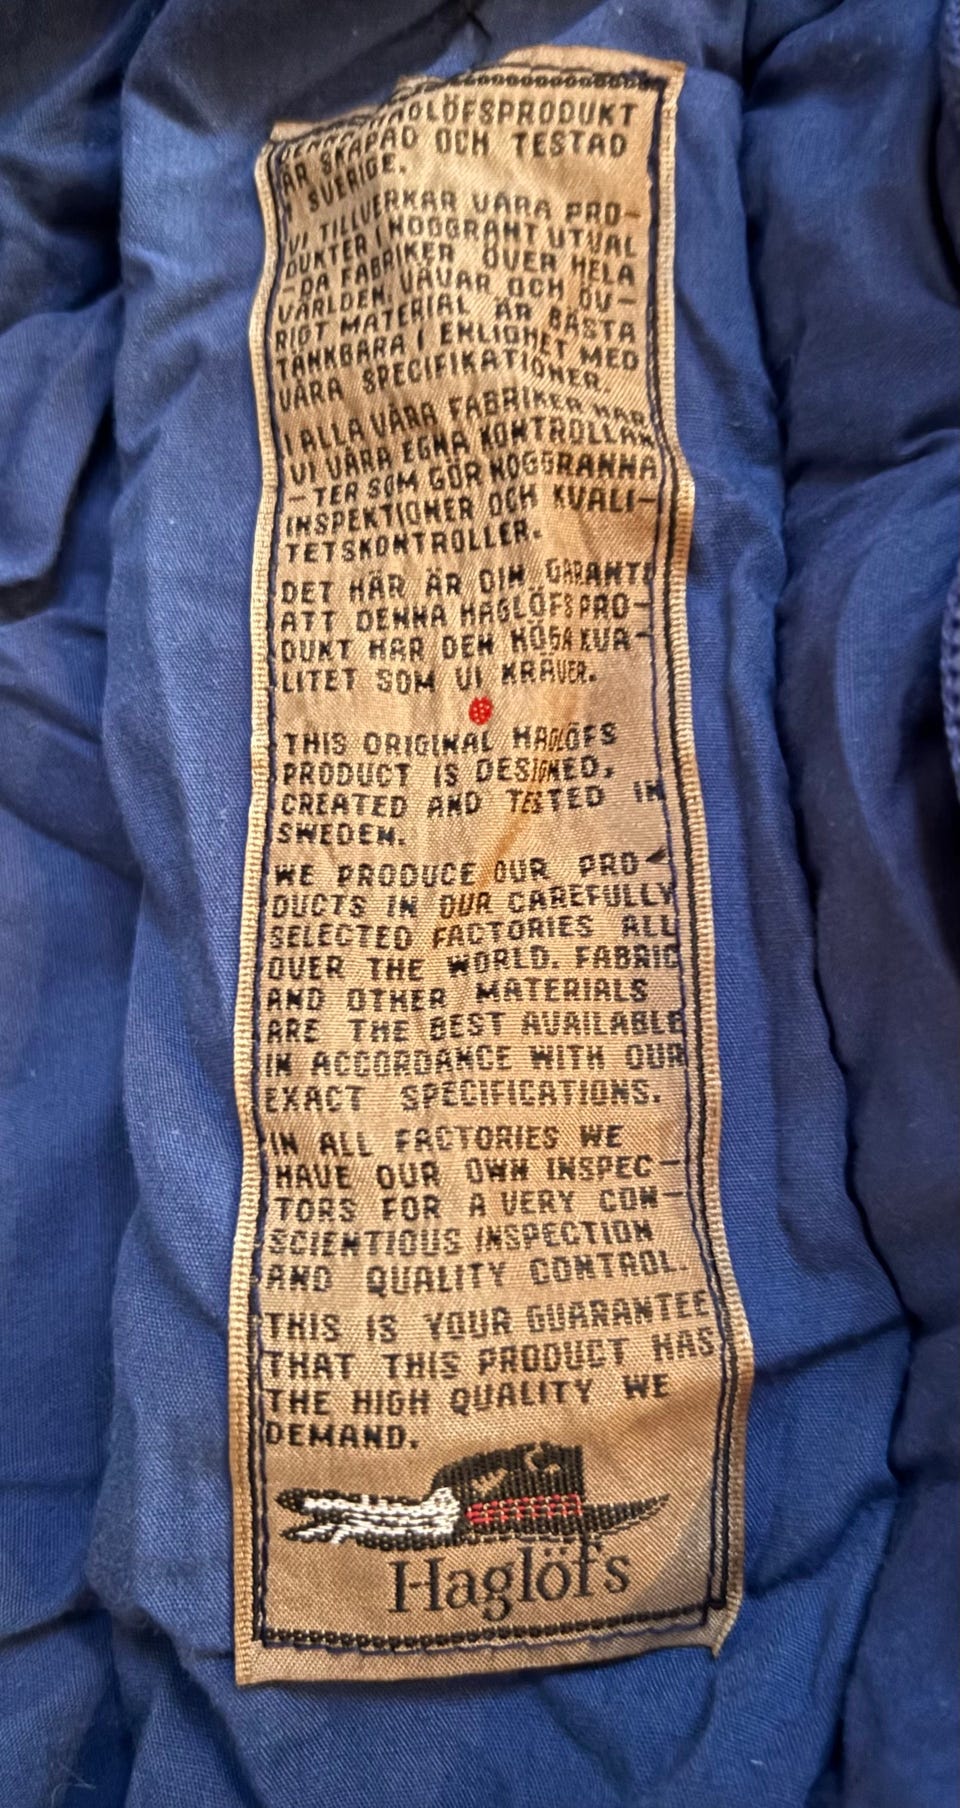 DENNA HAGLÖFSPRODUKT
ÄR SKAPAD OCH TESTAD
I SVERIGE.
VI TILLVERKAR VÅRA PRO-
DUKTER I NOGGRANT UTVAL
-DA FABRIKER ÖVER HELA
VÄRLDEN. VÄVAR OCH ÖV-
RIGT MATERIAL ÄR BÄSTA
TÄNKBARA I ENLIGHET MED
VÅRA SPECIFIKATIONER.
I ALLA VÅRA FABRIKER HAR
VI VÅRA EGNA KONTROLLAN
-TER SOM GÖR NOGGRANNA
INSPEKTIONER OCH KVALI-
TETSKONTROLLER.
DET HÄR ÄR DIN GARANTI
ATT DENNA HAGLÖFSPRO-
DUKT HAR DEN HÖGA KVA-
LITET SOM VI KRÄVER.
THIS ORIGINAL HAGLÖFS
PRODUCT IS DESIGNED,
CREATED AND TESTED IN
SWEDEN.
WE PRODUCE OUR PRO-
DUCTS IN OUR CAREFULLY
SELECTED FACTORIES ALL
OVER THE WORLD. FABRIC
AND OTHER MATERIALS
ARE THE BEST AVAILABLE
IN ACCORDANCE WITH OUR
EXACT SPECIFICATIONS.
IN ALL FACTORIES WE
HAVE OUR OWN INSPEC-
TORS FOR A VERY CON-
SCIENTIOUS INSPECTION
AND QUALITY CONTROL.
THIS IS YOUR GUARANTEE
THAT THIS PRODUCT HAS
THE HIGH QUALITY WE
DEMAND.
Haglöfs